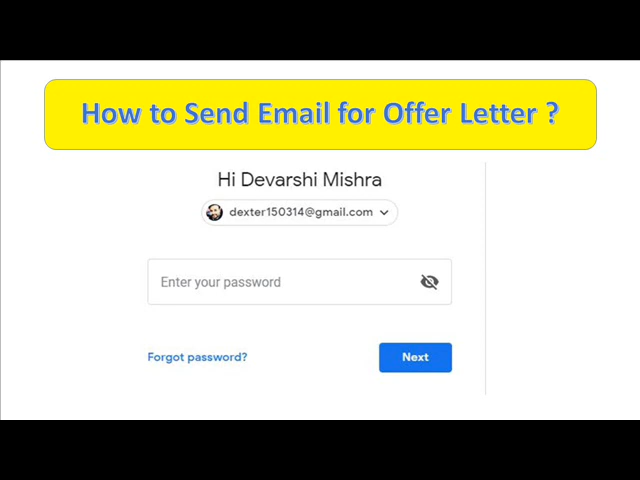 How to Send Email for Offer Letter ?
Hi Devarshi Mishra
dexter150314@gmail.com
Enter your password
Forgot password?
Next